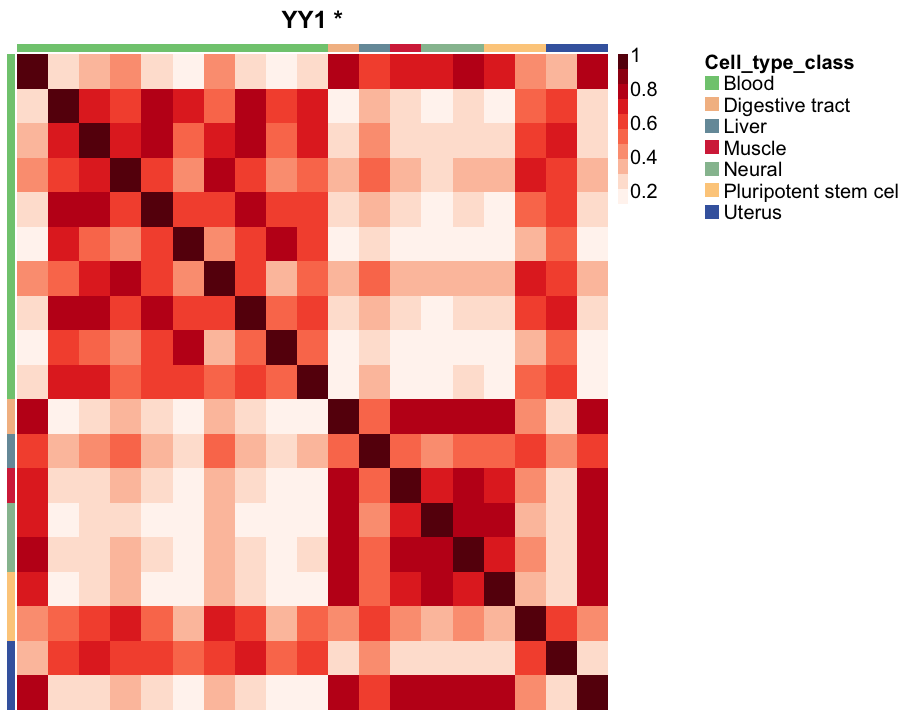 YY1 *
1
0.8
0.6
0.4
0.2
Cell_type_class
Blood
Digestive tract
Liver
Muscle
Neural
Pluripotent stem cel
Uterus